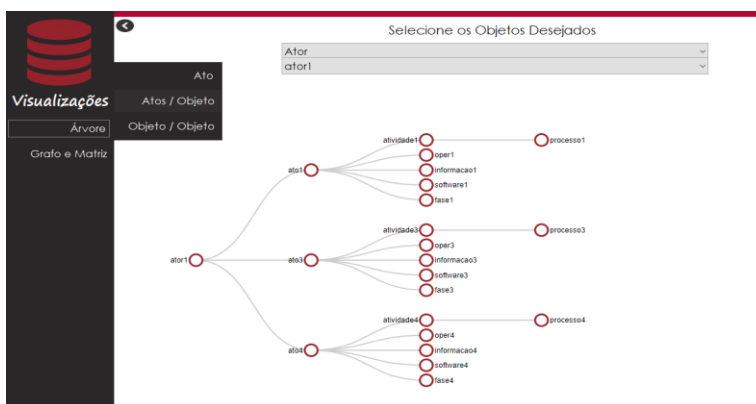 Selecione os Objetos Desejados
Ator
ator1
Visualizações
Árvore
Grafo e Matriz
Ato
Atos / Objeto
Objeto / Objeto
ator1
ato1
atividade1
processo1
oper1
informacao1
software1
fase1
ato3
atividade3
processo3
oper3
informacao3
software3
fase3
ato4
atividade4
processo4
oper4
informacao4
software4
fase4